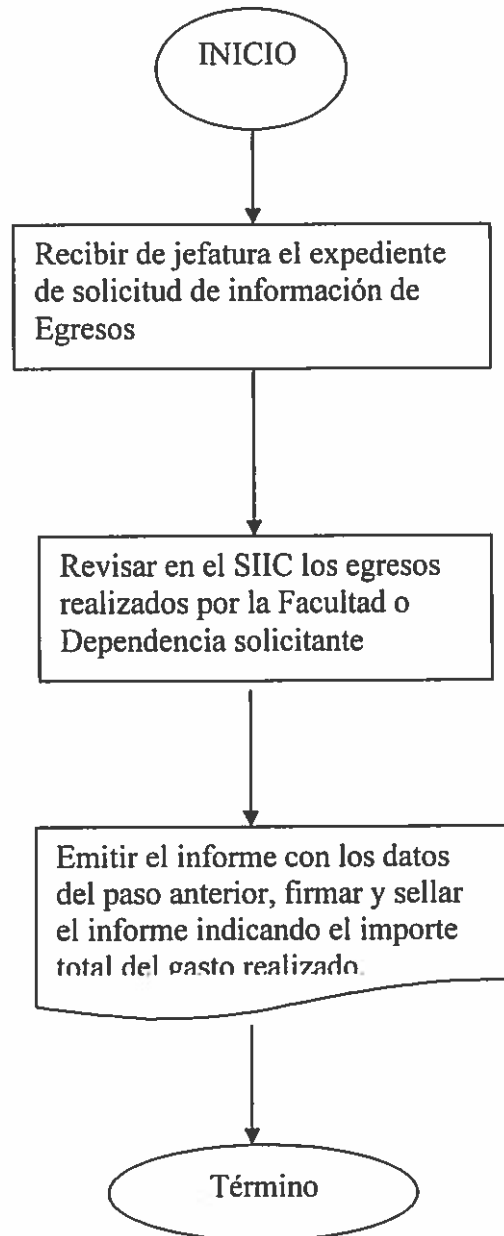 INICIO
Recibir de jefatura el expediente
de solicitud de información de
Egresos
Revisar en el SIIC los egresos
realizados por la Facultad o
Dependencia solicitante
Emitir el informe con los datos
del paso anterior, firmar y sellar
el informe indicando el importe
total del gasto realizado.
Término